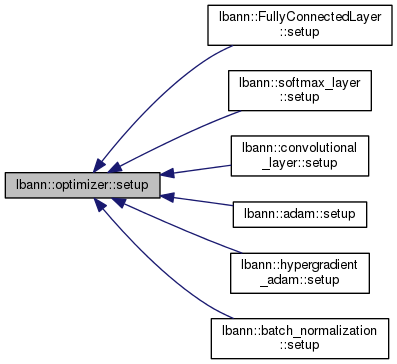 lbann::FullyConnectedLayer
::setup
lbann::softmax_layer
::setup
lbann::convolutional
_layer::setup
lbann::optimizer::setup
lbann::adam::setup
lbann::hypergradient
_adam::setup
lbann::batch_normalization
::setup